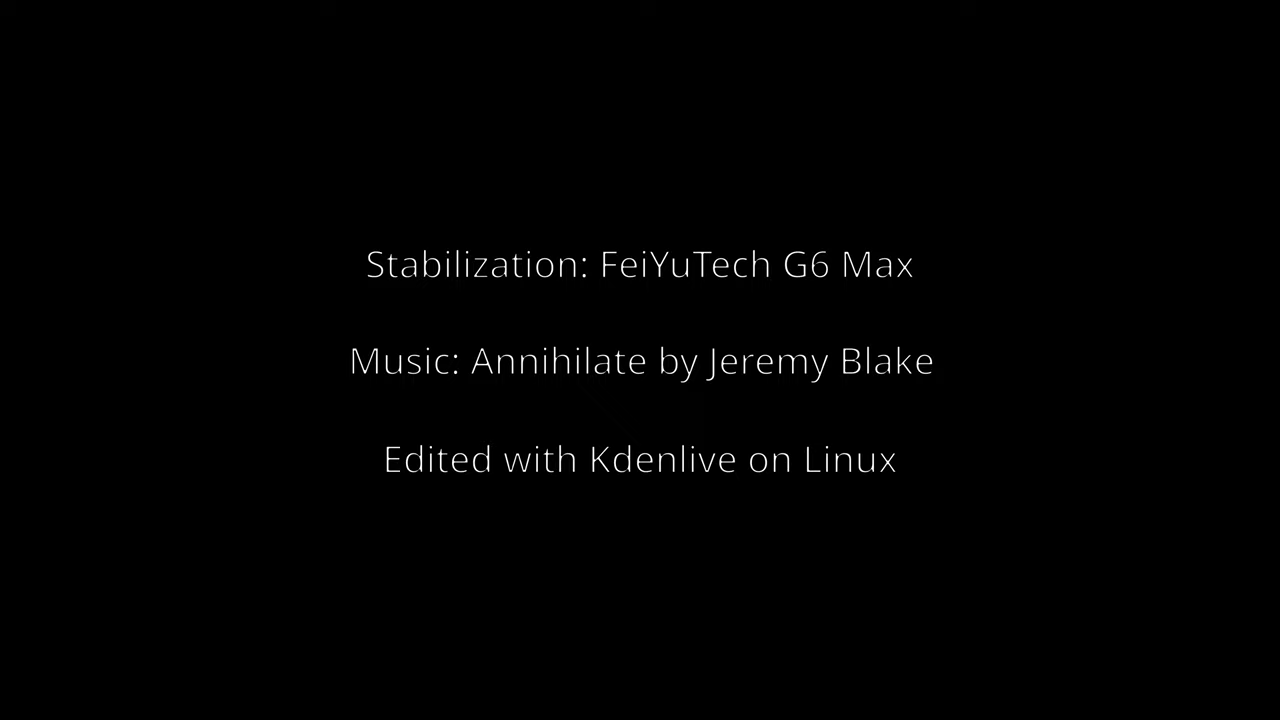 Stabilization: FeiYuTech G6 Max
Music: Annihilate by Jeremy Blake
Edited with Kdenlive on Linux